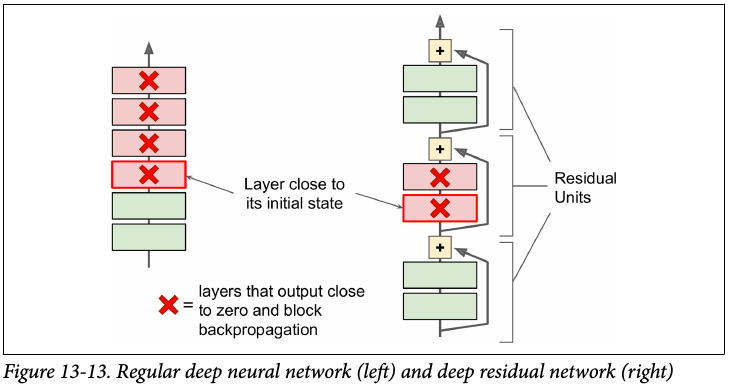 +
+
+
Layer close to
its initial state
Residual
Units
= layers that output close
to zero and block
backpropagation
Figure 13-13. Regular deep neural network (left) and deep residual network (right)